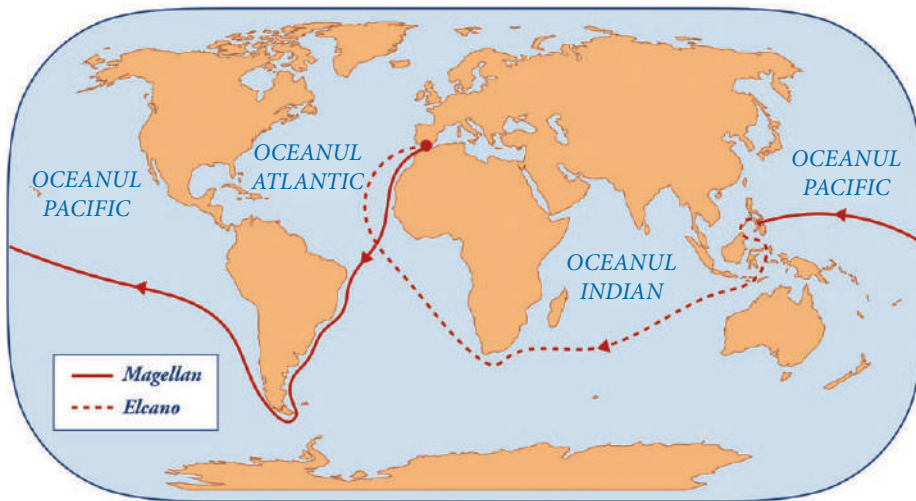 OCEANUL
ATLANTIC
OCEANUL
PACIFIC
OCEANUL
PACIFIC
OCEANUL
INDIAN
Magellan
Elcano